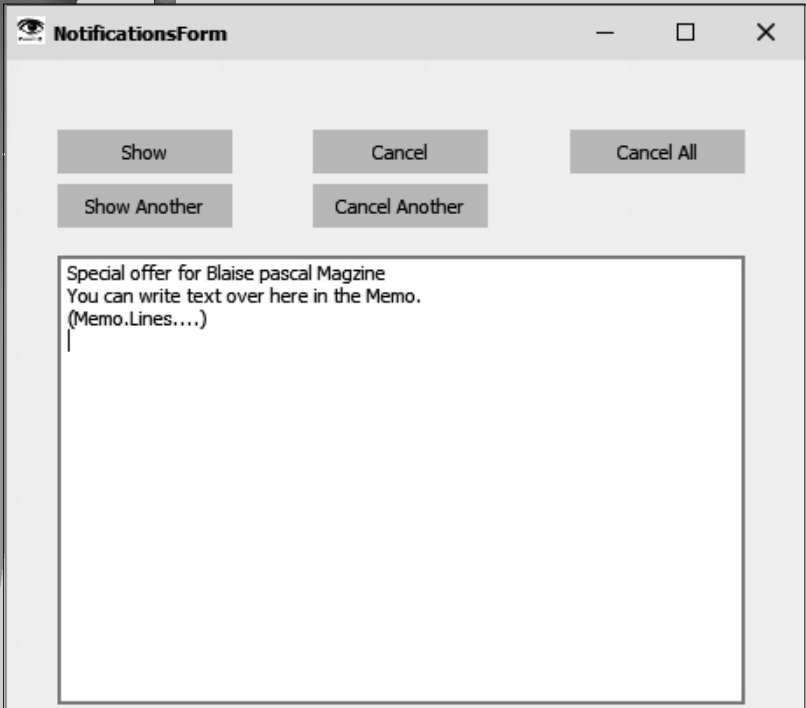 NotificationsForm
Show Cancel Cancel All
Show Another Cancel Another
Special offer for Blaise pascal Magzine
You can write text over here in the Memo.
(Memo.Lines....)